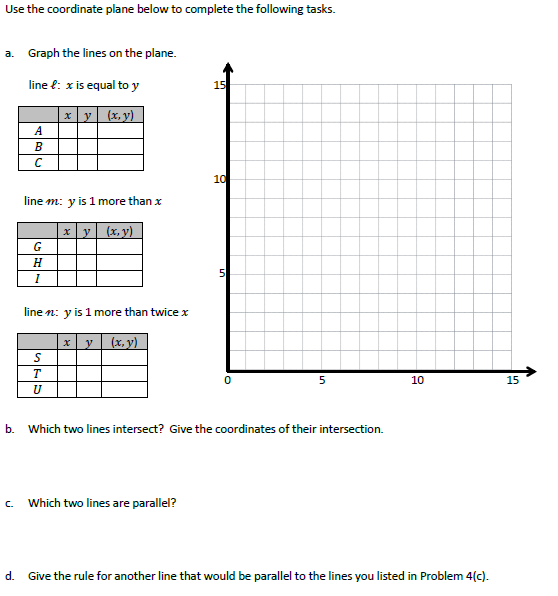 Use the coordinate plane below to complete the following tasks.
a. Graph the lines on the plane.
line ℓ: x is equal to y
x y (x, y)
A
B
C
line m: y is 1 more than x
x y (x, y)
G
H
I
line n: y is 1 more than twice x
x y (x, y)
S
T
U
15
10
5
0 5 10 15
b. Which two lines intersect? Give the coordinates of their intersection.
c. Which two lines are parallel?
d. Give the rule for another line that would be parallel to the lines you listed in Problem 4(c).